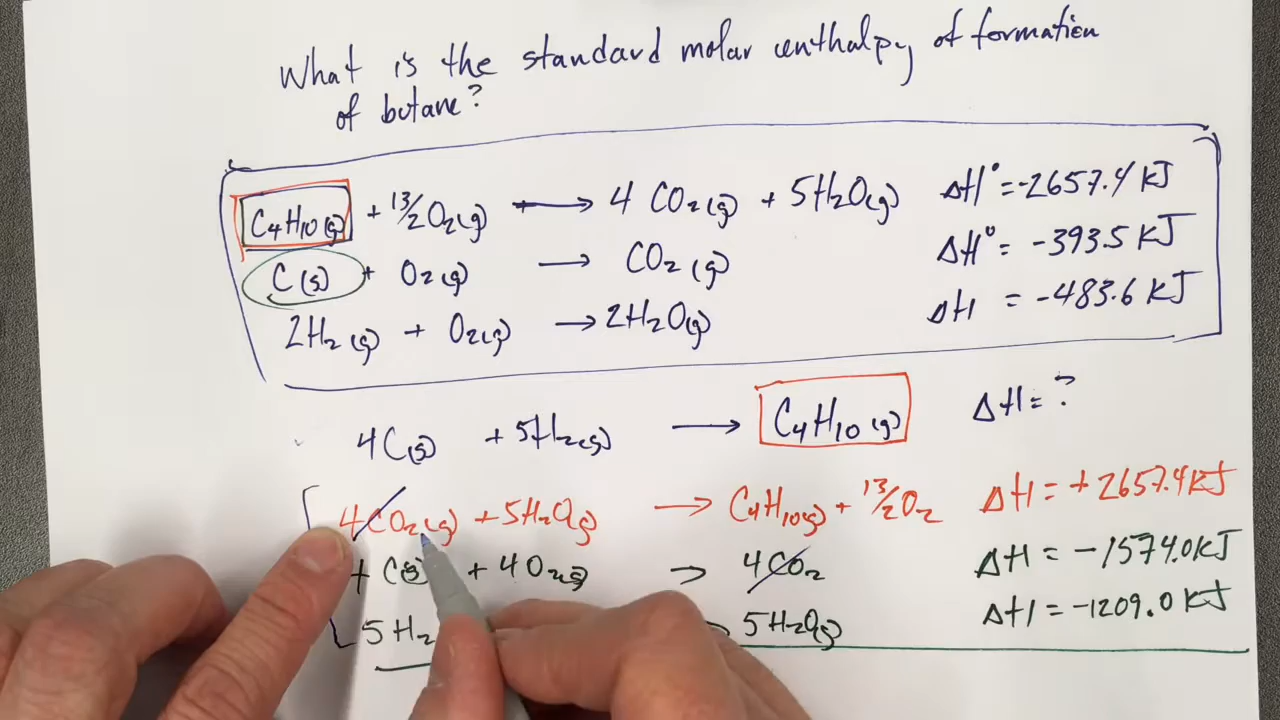 What is the standard molar enthalpy of formation
of butane?
C4H10(g) + 13/2 O2(g) → 4 CO2(g) + 5H2O(g) ΔH° = -2657.4 kJ
C(s) + O2(g) → CO2(g) ΔH° = -393.5 KJ
2H2(g) + O2(g) → 2H2O(g) ΔH = -483.6 KJ
4C(s) + 5H2(g) → C4H10(g) ΔH = ?
4CO2(g) + 5H2O(g) → C4H10(g) + 13/2 O2 ΔH = +2657.4 KJ
C(s) + 4O2(g) → 4CO2 ΔH = -1574.0KJ
5H2 5H2O(g) ΔH = -1209.0 KJ